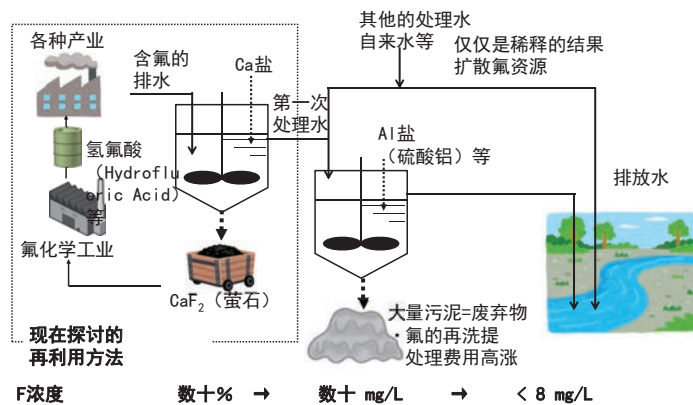 各种产业
含氟的
排水
Ca盐
第一次
处理水
其他的处理水
自来水等
仅仅是稀释的结果
扩散氟资源
氢氟酸
（Hydroflu
oric Acid）
等
氟化学工业
CaF₂（萤石）
Al盐
（硫酸铝）等
排放水
大量污泥=废弃物
・氟的再洗提
处理费用高涨
现在探讨的
再利用方法
F浓度 数十% → 数十 mg/L → < 8 mg/L